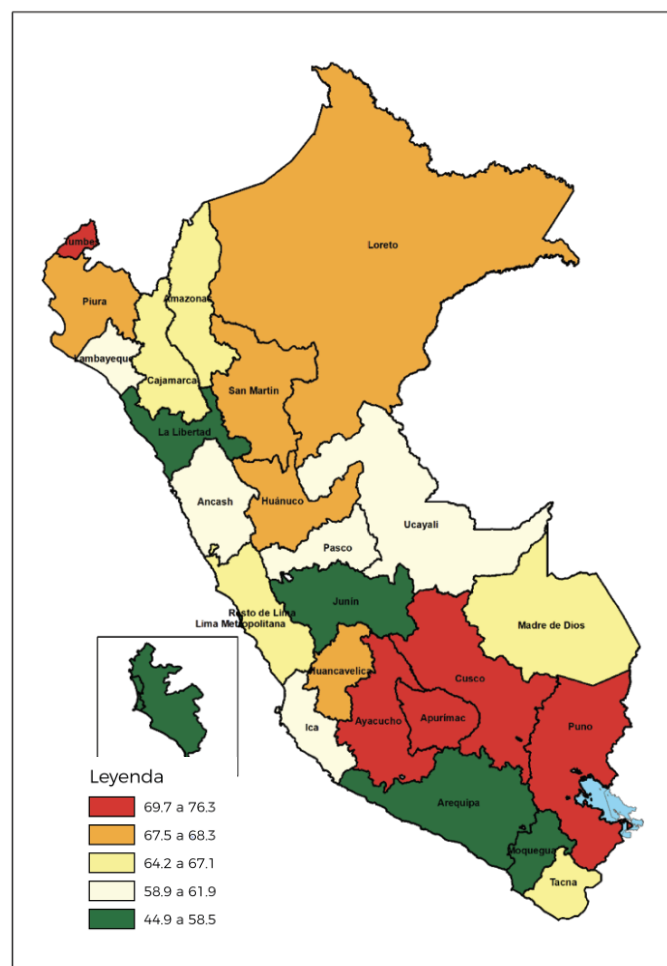 Tumbes
Loreto
Piura
Amazonas
Lambayeque
Cajamarca
San Martín
La Libertad
Ancash
Huánuco
Ucayali
Pasco
Junín
Resto de Lima
Lima Metropolitana
Madre de Dios
Huancavelica
Cusco
Ayacucho
Apurímac
Puno
Ica
Arequipa
Moquegua
Tacna
Leyenda
69.7 a 76.3
67.5 a 68.3
64.2 a 67.1
58.9 a 61.9
44.9 a 58.5